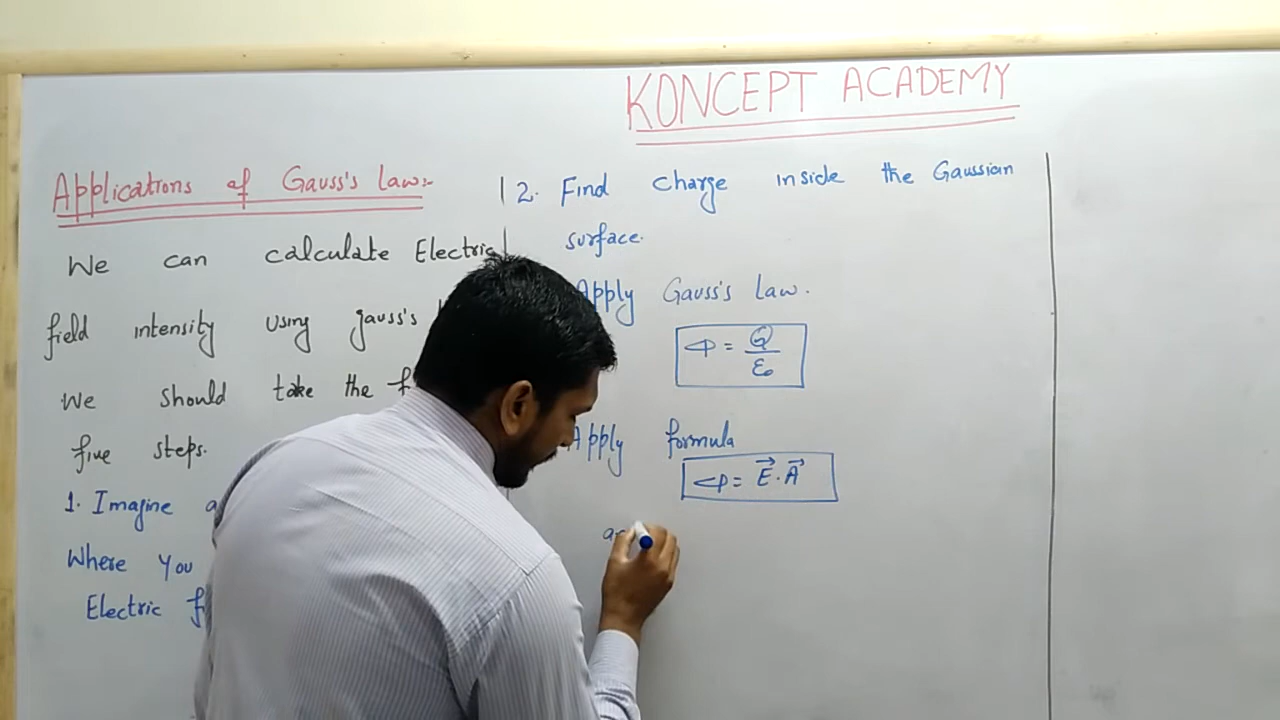 KONCEPT ACADEMY
Applications of Gauss's law:-
We can calculate Electric
field intensity using gauss's
We should take the
five steps.
1. Imagine
Where You
Electric
2. Find charge inside the Gaussian
surface.
Apply Gauss's law.
Φ = Q/ε₀
Apply formula
Φ = E⃗·A⃗